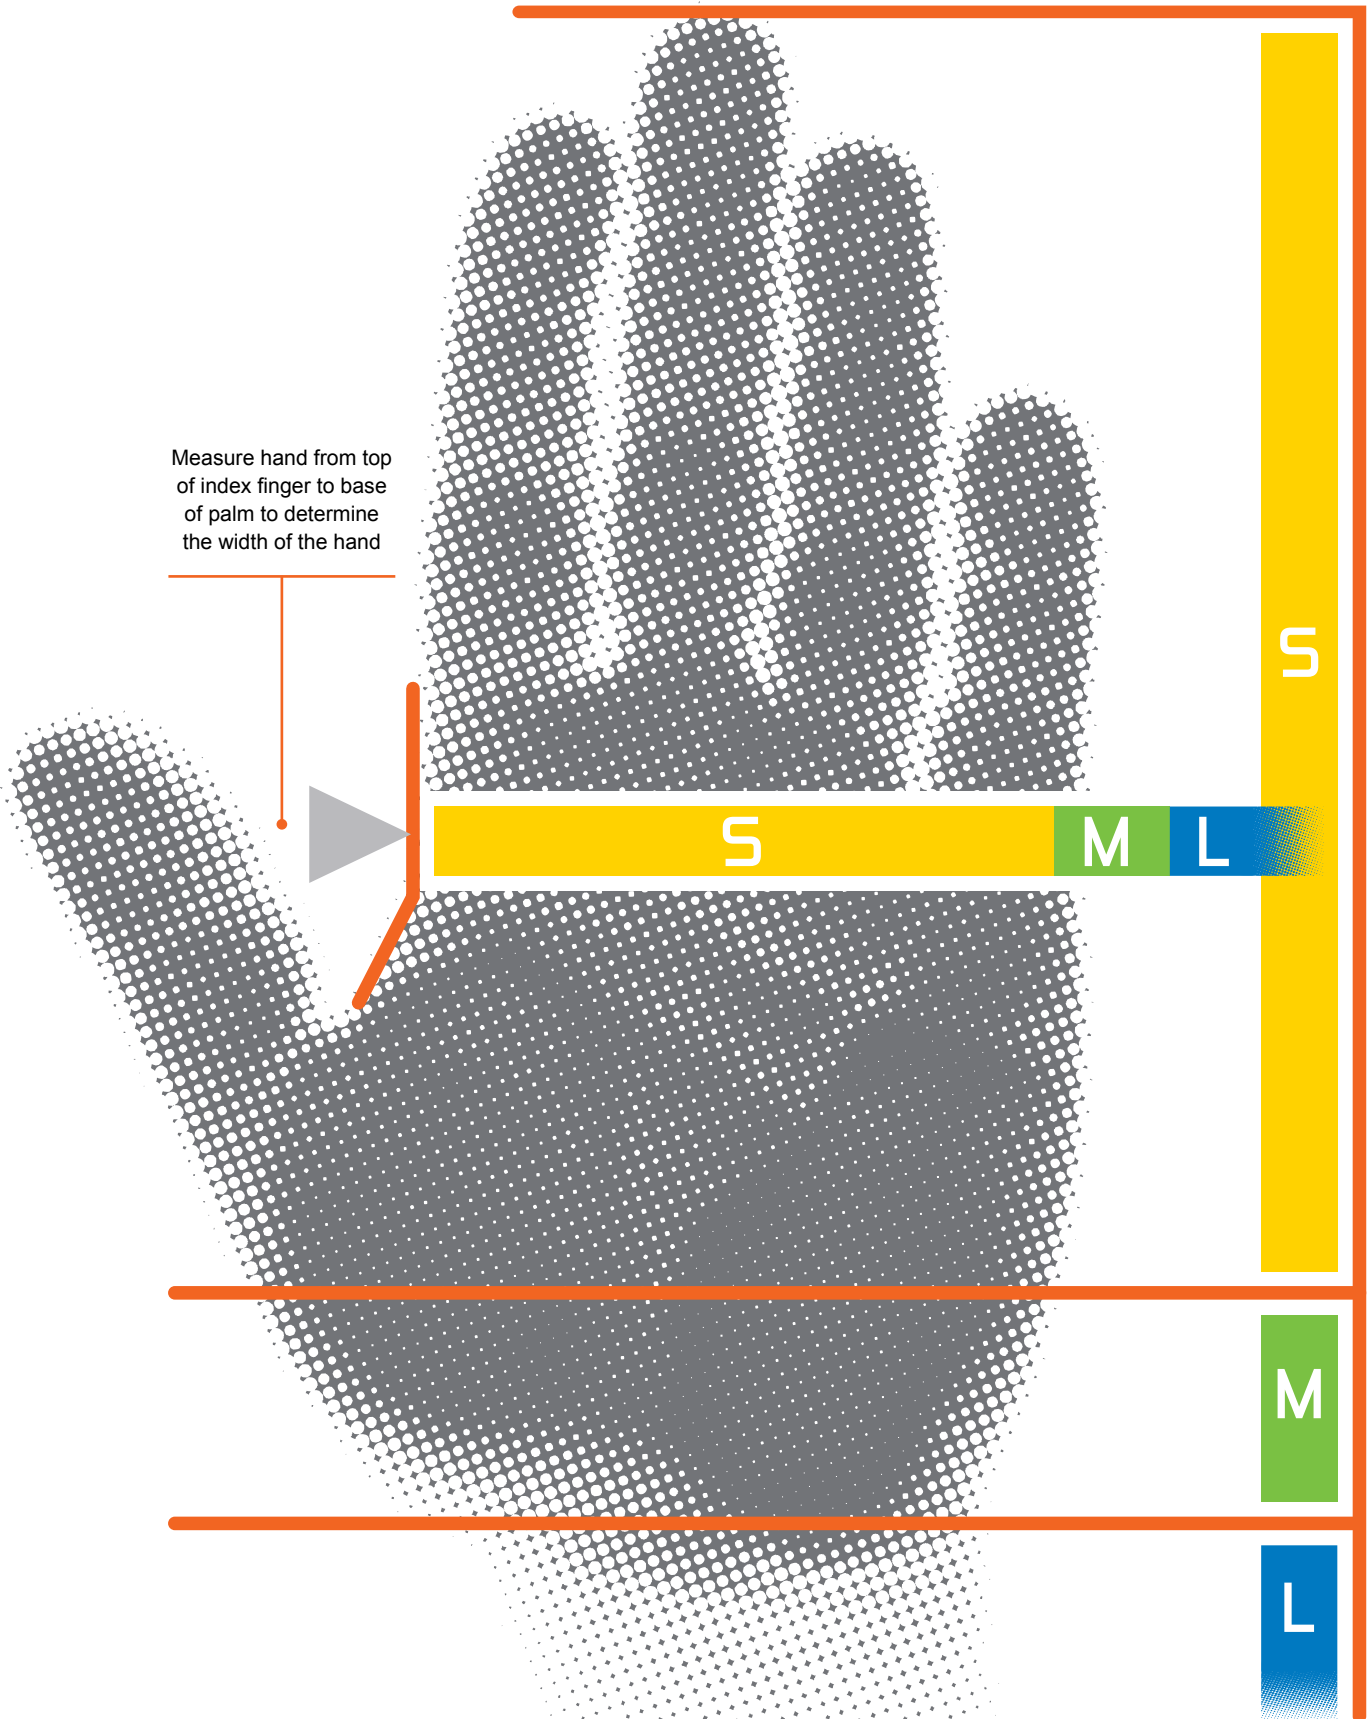 Measure hand from top
of index finger to base
of palm to determine
the width of the hand
S
S M L
M
L